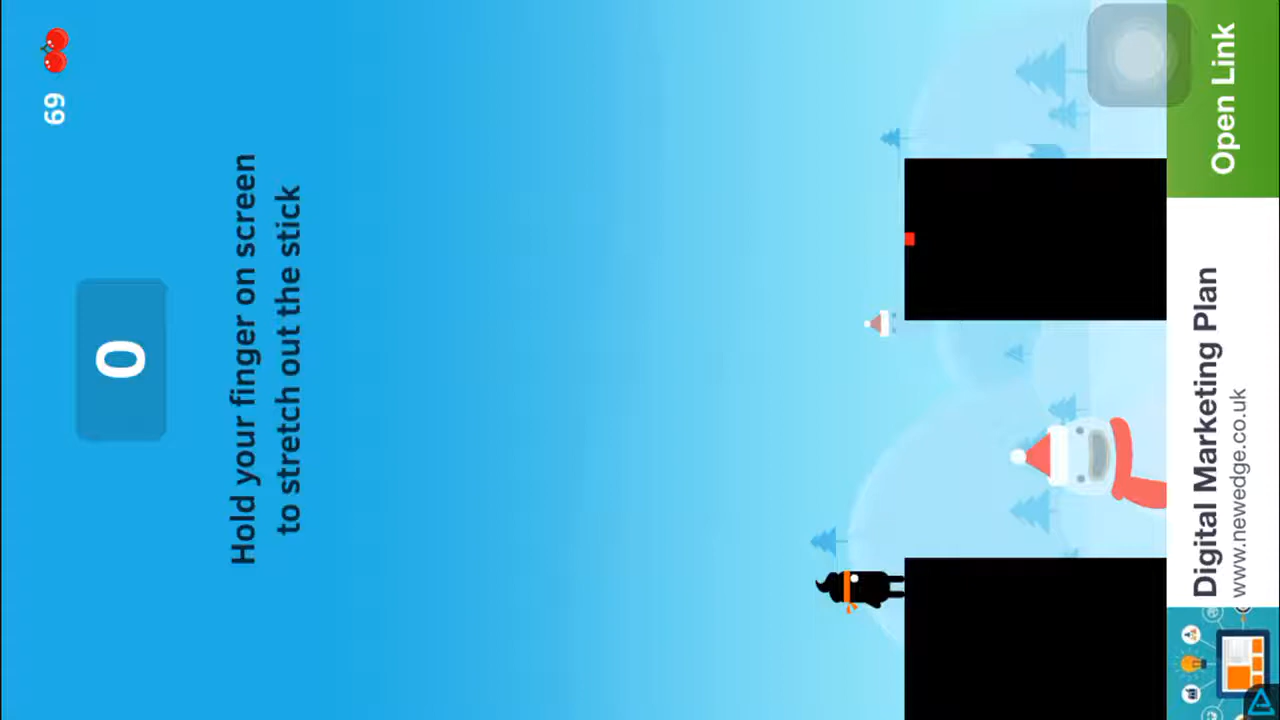 69
0
Hold your finger on screen
to stretch out the stick
Digital Marketing Plan
www.newedge.co.uk
Open Link